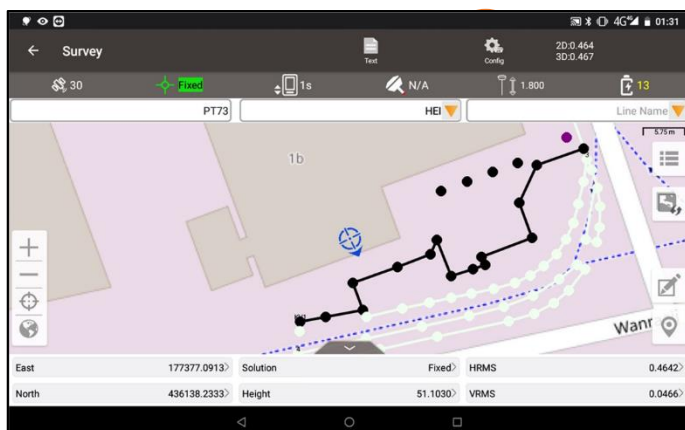 4G 01:31
Survey
Text
Config
2D:0.464
3D:0.467
30
Fixed
1s
N/A
1.800
13
PT73
HEI
Line Name
5.75 m
1b
East
177377.0913
Solution
Fixed
HRMS
0.4642
North
436138.2333
Height
51.1030
VRMS
0.0466